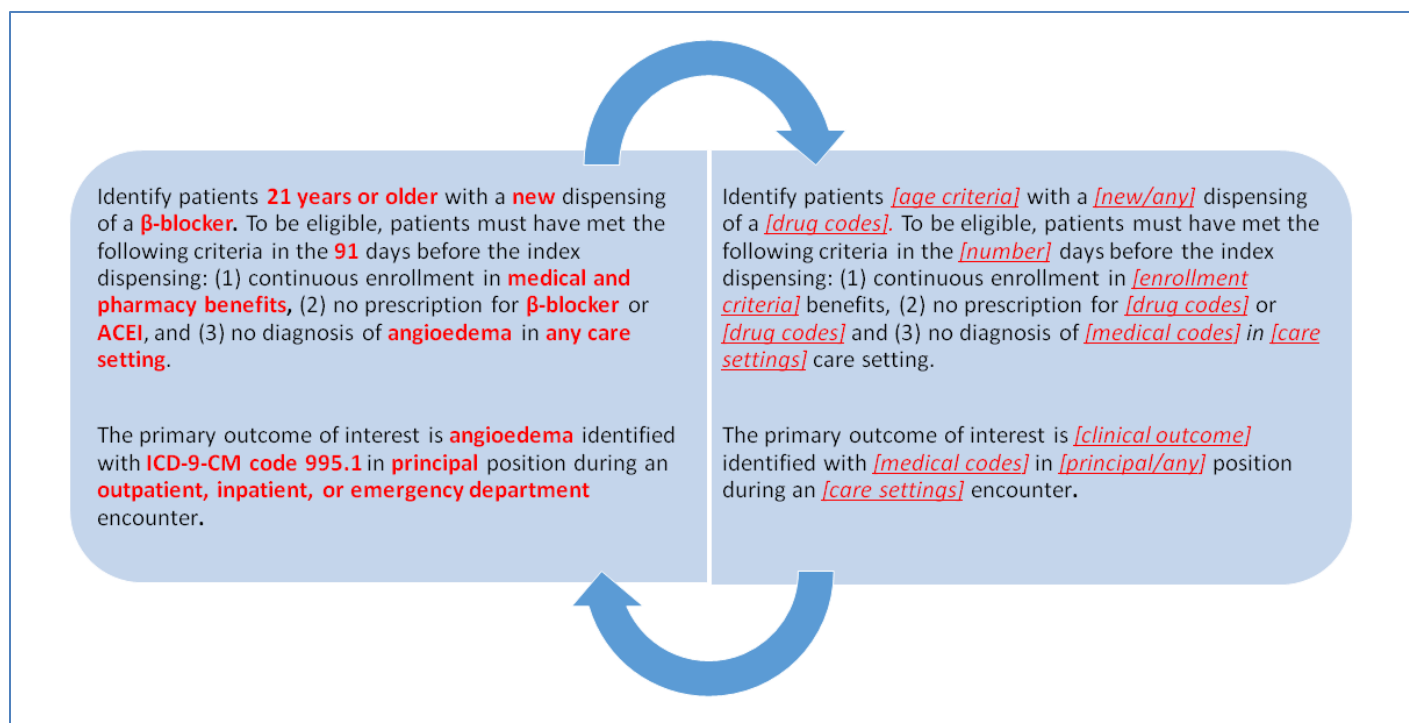 Identify patients 21 years or older with a new dispensing
of a β-blocker. To be eligible, patients must have met the
following criteria in the 91 days before the index
dispensing: (1) continuous enrollment in medical and
pharmacy benefits, (2) no prescription for β-blocker or
ACEI, and (3) no diagnosis of angioedema in any care
setting.
The primary outcome of interest is angioedema identified
with ICD-9-CM code 995.1 in principal position during an
outpatient, inpatient, or emergency department
encounter.
Identify patients [age criteria] with a [new/any] dispensing
of a [drug codes]. To be eligible, patients must have met the
following criteria in the [number] days before the index
dispensing: (1) continuous enrollment in [enrollment
criteria] benefits, (2) no prescription for [drug codes] or
[drug codes] and (3) no diagnosis of [medical codes] in [care
settings] care setting.
The primary outcome of interest is [clinical outcome]
identified with [medical codes] in [principal/any] position
during an [care settings] encounter.